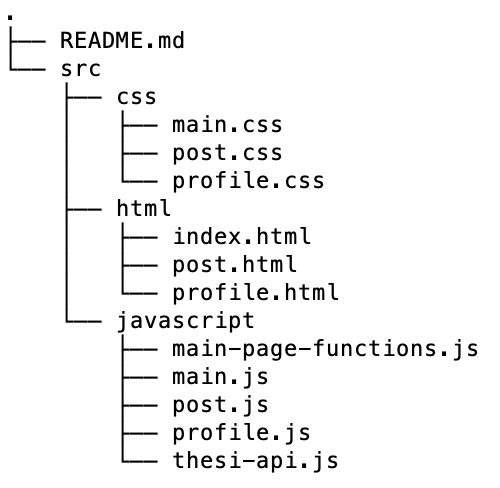 .
├── README.md
└── src
    ├── css
    │   ├── main.css
    │   ├── post.css
    │   └── profile.css
    ├── html
    │   ├── index.html
    │   ├── post.html
    │   └── profile.html
    └── javascript
        ├── main-page-functions.js
        ├── main.js
        ├── post.js
        ├── profile.js
        └── thesi-api.js